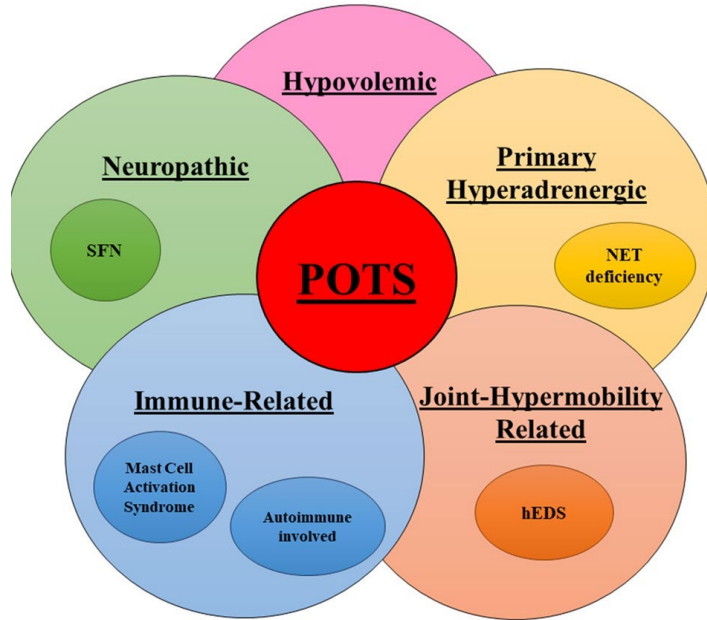 Hypovolemic
Neuropathic
SFN
Primary
Hyperadrenergic
NET
deficiency
POTS
Immune-Related
Mast Cell
Activation
Syndrome
Autoimmune
involved
Joint-Hypermobility
Related
hEDS